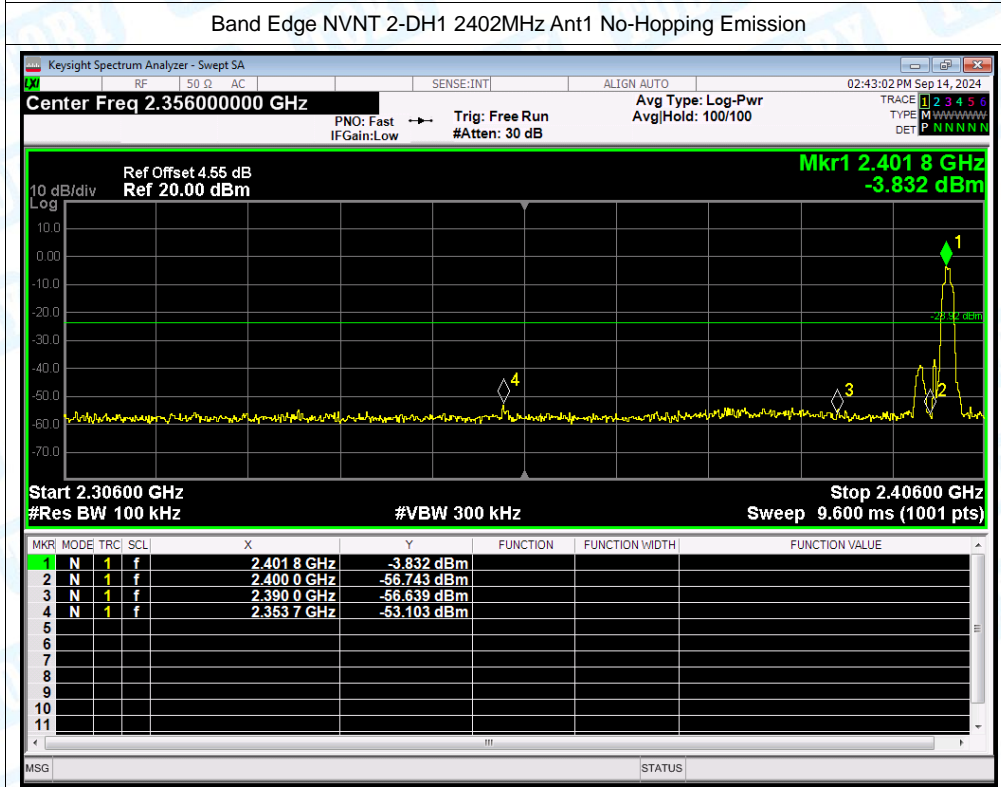 Band Edge NVNT 2-DH1 2402MHz Ant1 No-Hopping Emission
Keysight Spectrum Analyzer - Swept SA
LXI RF 50 Ω AC SENSE:INT ALIGN AUTO 02:43:02 PM Sep 14, 2024
Center Freq 2.356000000 GHz Avg Type: Log-Pwr TRACE 1 2 3 4 5 6
PNO: Fast Trig: Free Run Avg|Hold: 100/100 TYPE M W W W W W
IFGain:Low #Atten: 30 dB DET P N N N N N
Mkr1 2.401 8 GHz
Ref Offset 4.55 dB
10 dB/div Ref 20.00 dBm -3.832 dBm
Log
10.0
1
0.00
-10.0
-20.0
-23.92 dBm
-30.0
-40.0
4
3
2
-50.0
-60.0
-70.0
Start 2.30600 GHz Stop 2.40600 GHz
#Res BW 100 kHz #VBW 300 kHz Sweep 9.600 ms (1001 pts)
MKR MODE TRC SCL X Y FUNCTION FUNCTION WIDTH FUNCTION VALUE
1 N 1 f 2.401 8 GHz -3.832 dBm
2 N 1 f 2.400 0 GHz -56.743 dBm
3 N 1 f 2.390 0 GHz -56.639 dBm
4 N 1 f 2.353 7 GHz -53.103 dBm
5
6
7
8
9
10
11
MSG STATUS